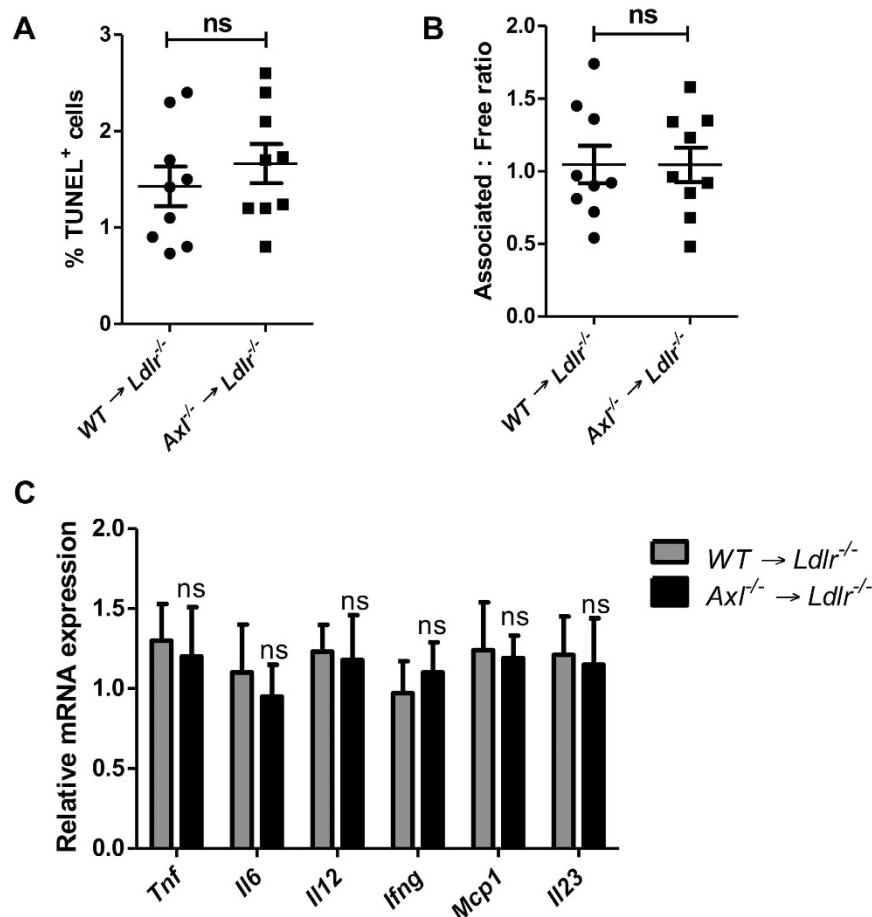 A
ns
% TUNEL+ cells
3
2
1
0
WT → Ldlr-/-
Axl-/- → Ldlr-/-
B
ns
Associated : Free ratio
2.0
1.5
1.0
0.5
0.0
WT → Ldlr-/-
Axl-/- → Ldlr-/-
C
Relative mRNA expression
2.0
1.5
1.0
0.5
0.0
ns
ns
ns
ns
ns
ns
Tnf
Il6
Il12
Ifng
Mcp1
Il23
WT → Ldlr-/-
Axl-/- → Ldlr-/-